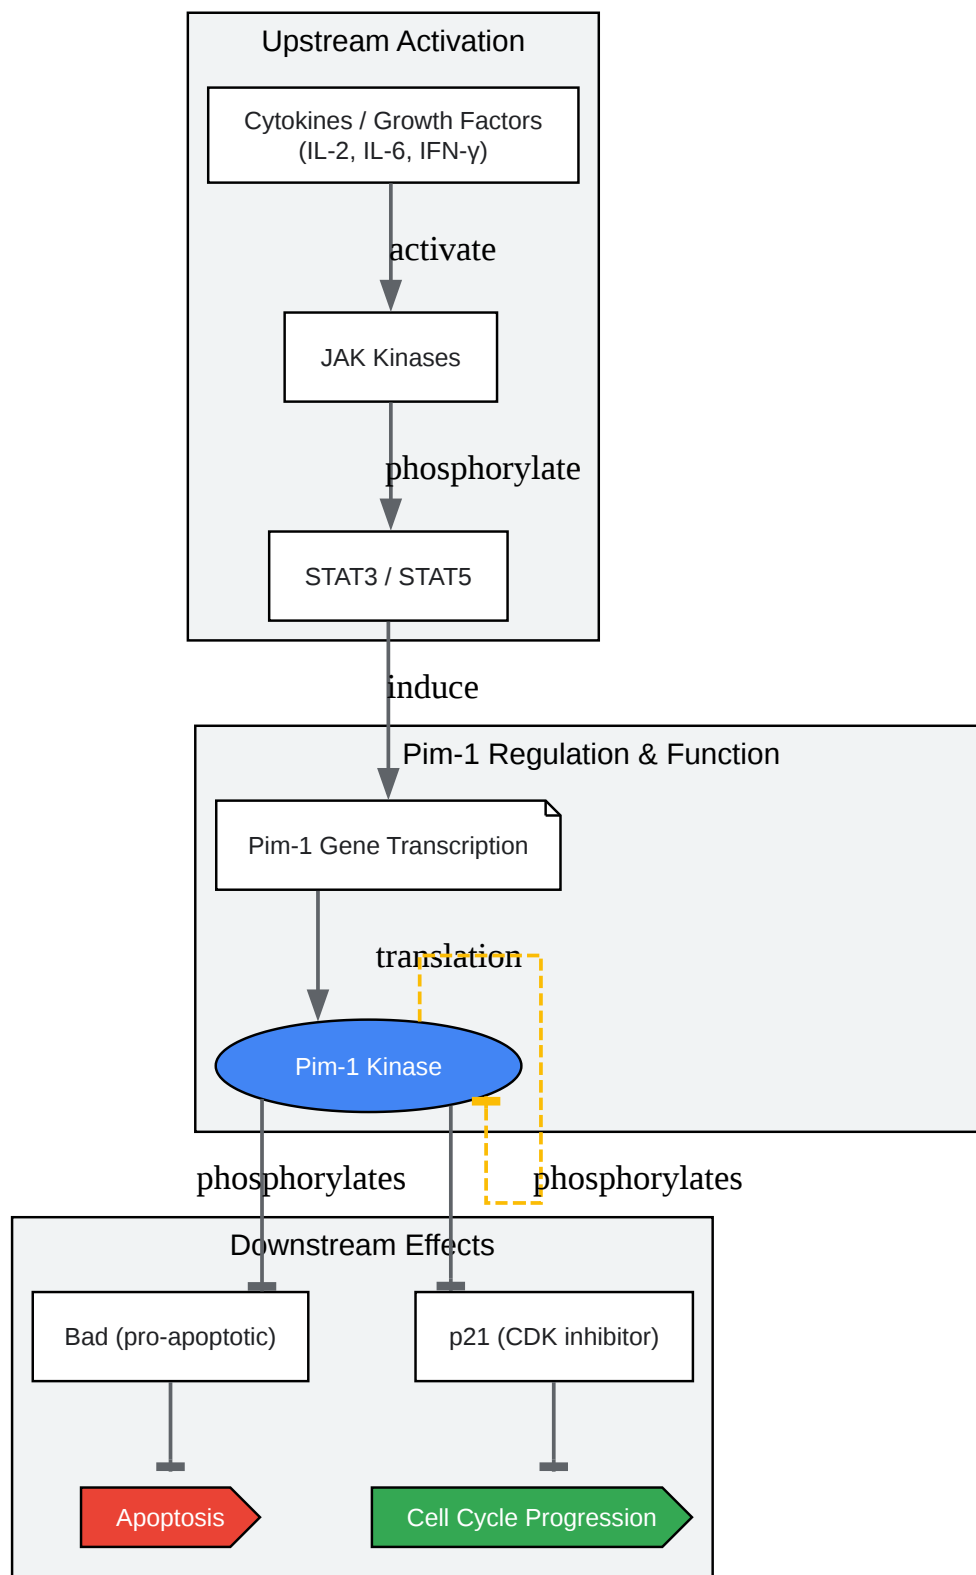 Upstream Activation
Cytokines / Growth Factors
(IL-2, IL-6, IFN-γ)
activate
JAK Kinases
phosphorylate
STAT3 / STAT5
induce
Pim-1 Regulation & Function
Pim-1 Gene Transcription
translation
Pim-1 Kinase
phosphorylates
phosphorylates
Downstream Effects
Bad (pro-apoptotic)
p21 (CDK inhibitor)
Apoptosis
Cell Cycle Progression